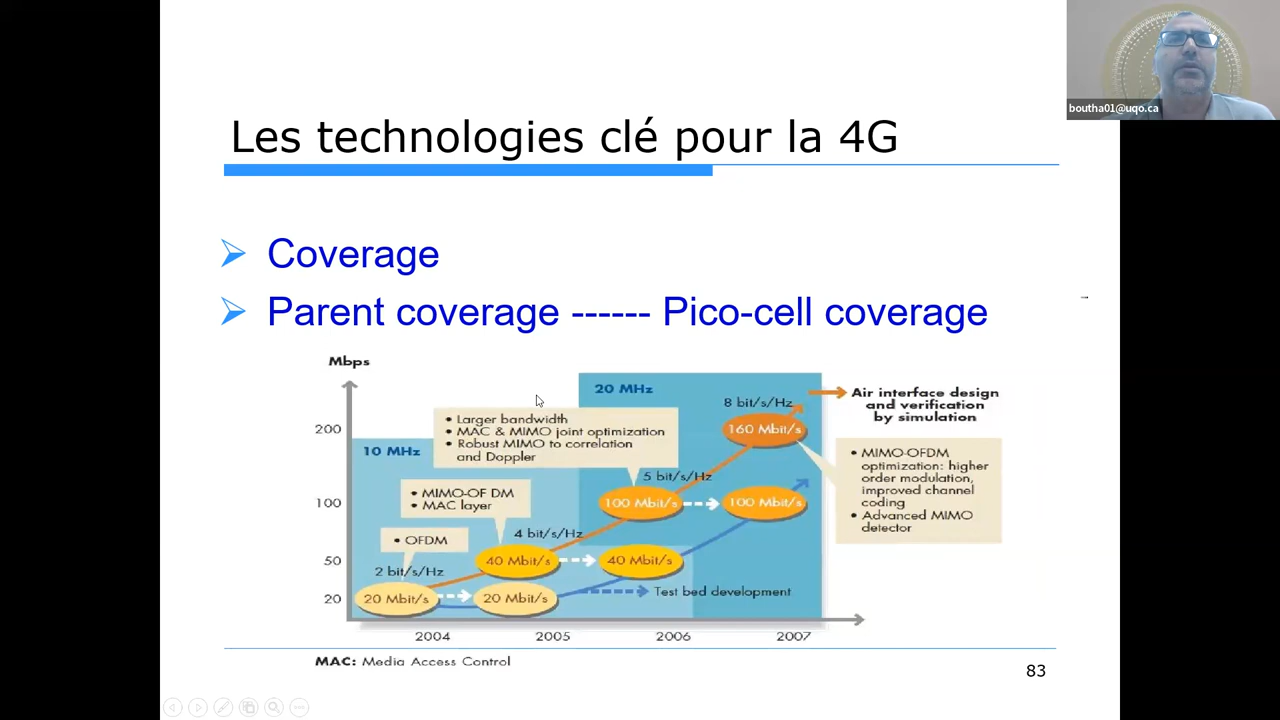 boutha01@uqo.ca
Les technologies clé pour la 4G
➢ Coverage
➢ Parent coverage ------ Pico-cell coverage
Mbps
200
100
50
20
10 MHz
20 MHz
• Larger bandwidth
• MAC & MIMO joint optimization
• Robust MIMO to correlation
and Doppler
• MIMO-OF DM
• MAC layer
• OFDM
2 bit/s/Hz
4 bit/s/Hz
5 bit/s/Hz
8 bit/s/Hz
20 Mbit/s
20 Mbit/s
40 Mbit/s
40 Mbit/s
100 Mbit/s
100 Mbit/s
160 Mbit/s
Test bed development
Air interface design
and verification
by simulation
• MIMO-OFDM
optimization: higher
order modulation,
improved channel
coding
• Advanced MIMO
detector
2004
2005
2006
2007
MAC: Media Access Control
83